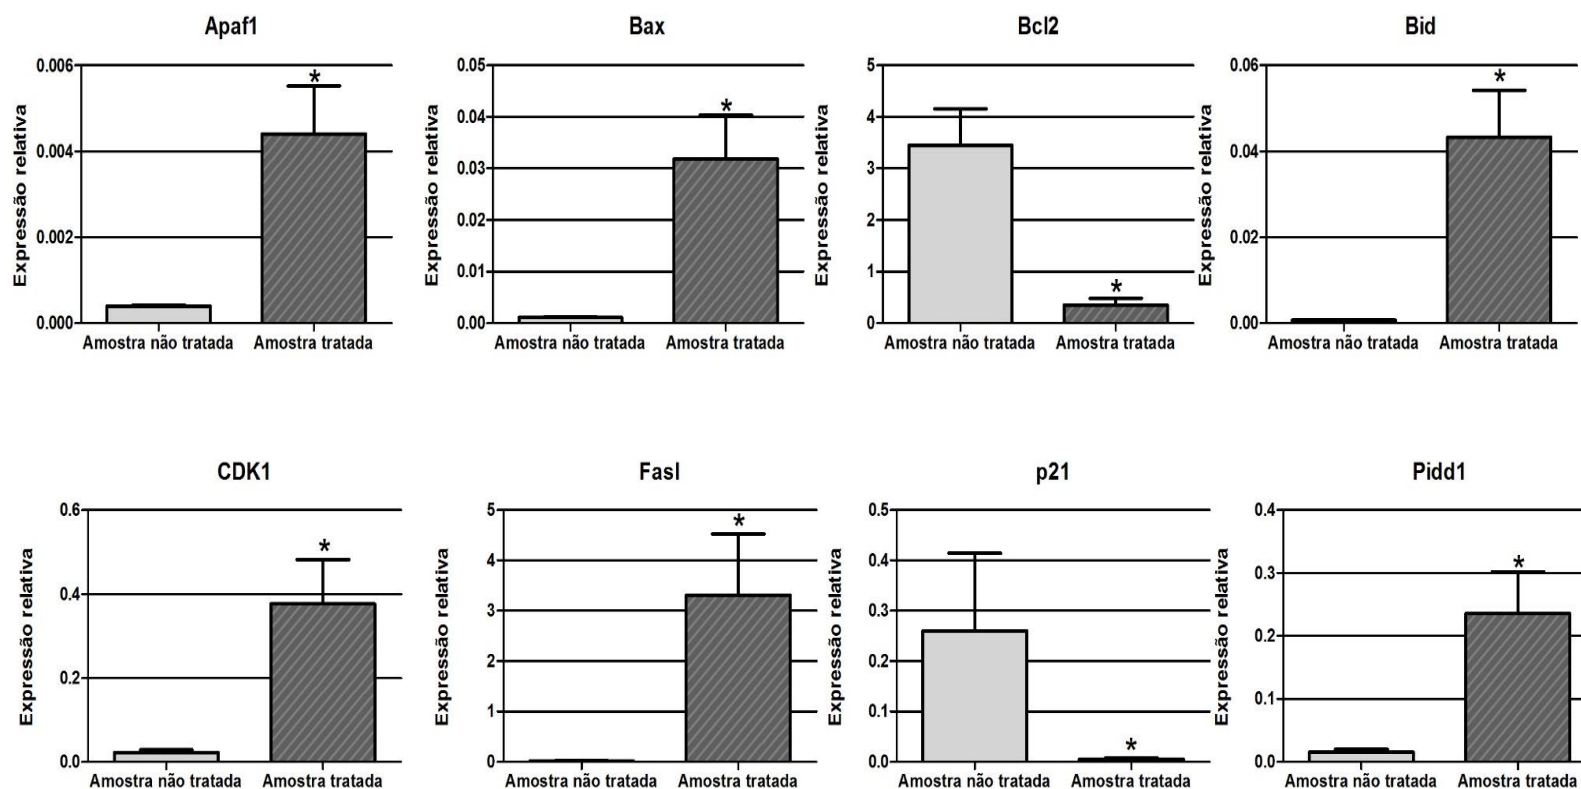 Apaf1
Bax
Bcl2
Bid
Expressão relativa
0.006
0.004
0.002
0.000
*
Amostra não tratada
Amostra tratada
Expressão relativa
0.05
0.04
0.03
0.02
0.01
0.00
*
Amostra não tratada
Amostra tratada
Expressão relativa
5
4
3
2
1
0
*
Amostra não tratada
Amostra tratada
Expressão relativa
0.06
0.04
0.02
0.00
*
Amostra não tratada
Amostra tratada
CDK1
Fasl
p21
Pidd1
Expressão relativa
0.6
0.4
0.2
0.0
*
Amostra não tratada
Amostra tratada
Expressão relativa
5
4
3
2
1
0
*
Amostra não tratada
Amostra tratada
Expressão relativa
0.5
0.4
0.3
0.2
0.1
0.0
*
Amostra não tratada
Amostra tratada
Expressão relativa
0.4
0.3
0.2
0.1
0.0
*
Amostra não tratada
Amostra tratada